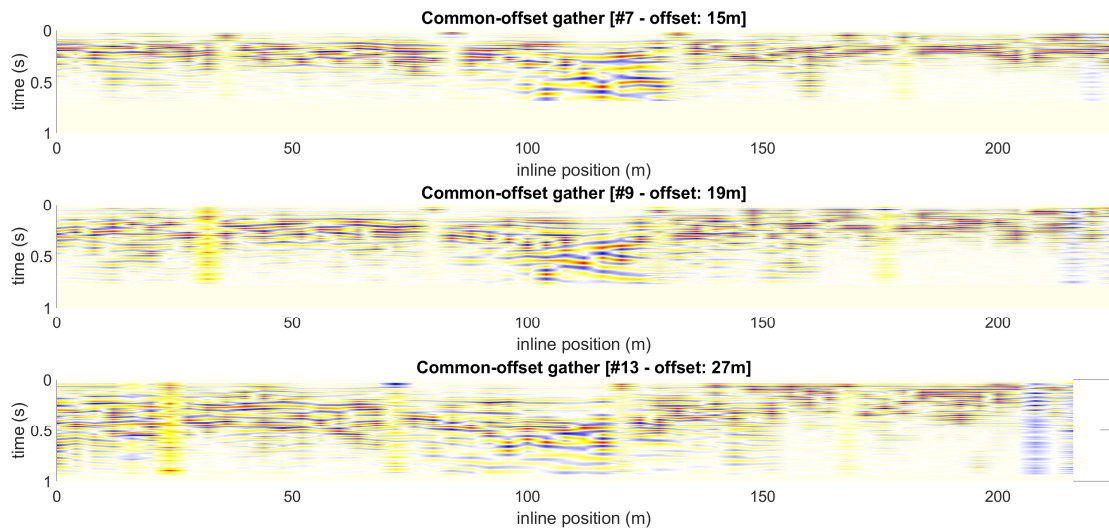 Common-offset gather [#7 - offset: 15m]
0
0.5
1
time (s)
0 50 100 150 200
inline position (m)
Common-offset gather [#9 - offset: 19m]
0
0.5
1
time (s)
0 50 100 150 200
inline position (m)
Common-offset gather [#13 - offset: 27m]
0
0.5
1
time (s)
0 50 100 150 200
inline position (m)